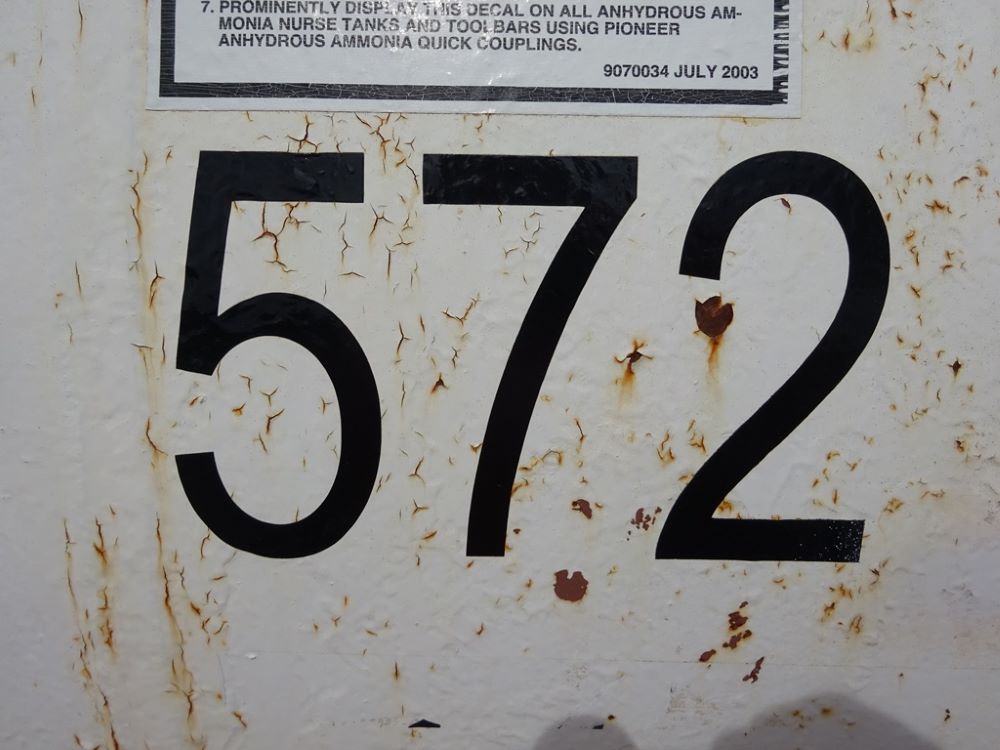 7. PROMINENTLY DISPLAY THIS DECAL ON ALL ANHYDROUS AM-
MONIA NURSE TANKS AND TOOLBARS USING PIONEER
ANHYDROUS AMMONIA QUICK COUPLINGS.
9070034 JULY 2003
572